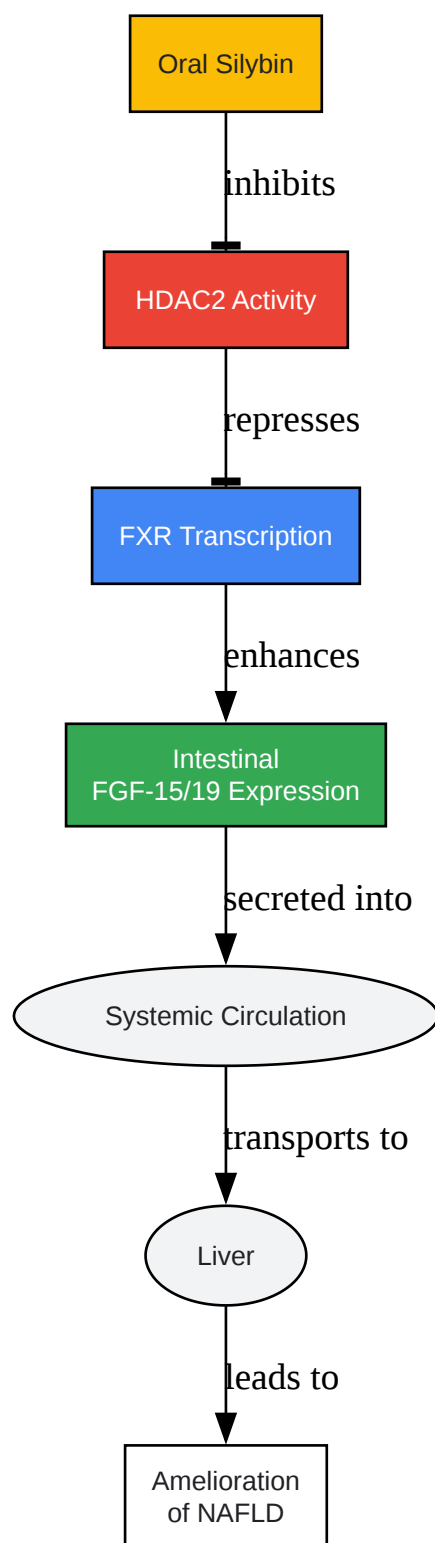 Oral Silybin
inhibits
HDAC2 Activity
represses
FXR Transcription
enhances
Intestinal
FGF-15/19 Expression
secreted into
Systemic Circulation
transports to
Liver
leads to
Amelioration
of NAFLD